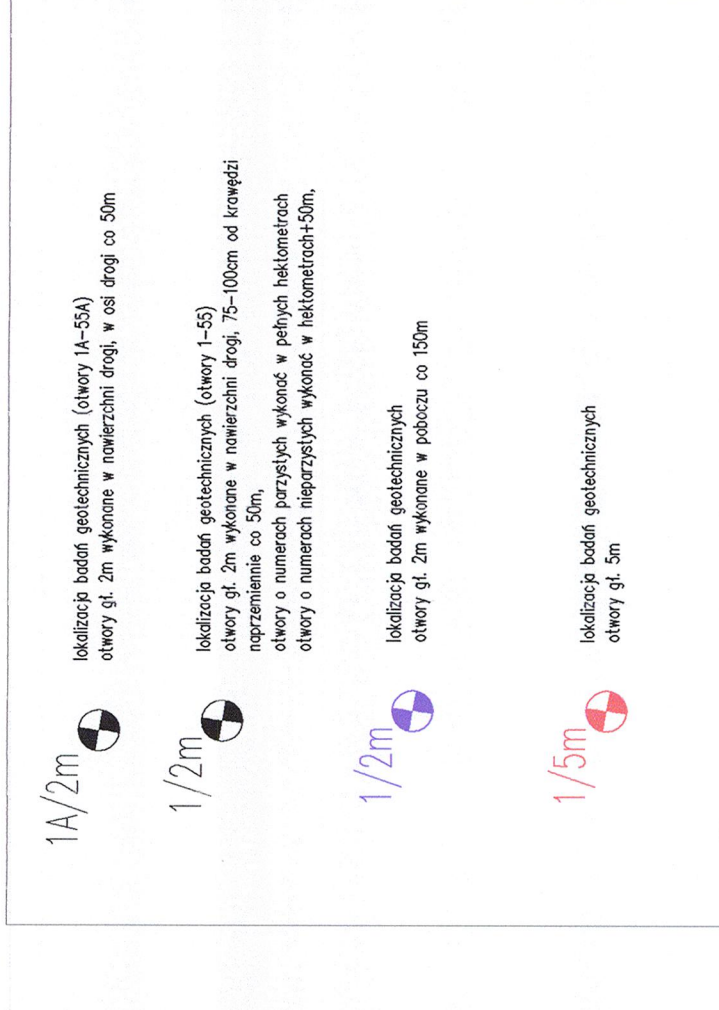 1A/2m
lokalizacja badań geotechnicznych (otwory 1A-55A)
otwory gł. 2m wykonane w nawierzchni drogi, w osi drogi co 50m
1/2m
lokalizacja badań geotechnicznych (otwory 1-55)
otwory gł. 2m wykonane w nawierzchni drogi, 75-100cm od krawędzi
naprzemiennie co 50m,
otwory o numerach parzystych wykonać w pełnych hektometrach
otwory o numerach nieparzystych wykonać w hektometrach+50m,
1/2m
lokalizacja badań geotechnicznych
otwory gł. 2m wykonane w poboczu co 150m
1/5m
lokalizacja badań geotechnicznych
otwory gł. 5m